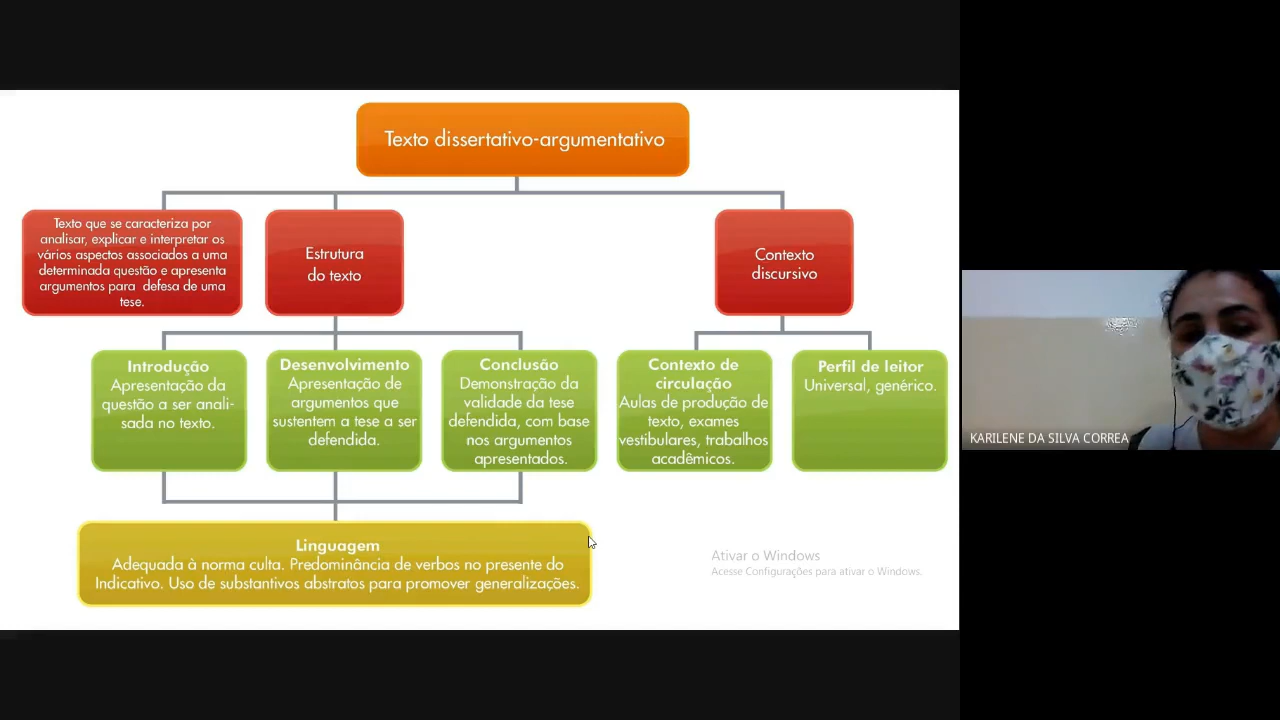 Texto dissertativo-argumentativo
Texto que se caracteriza por
analisar, explicar e interpretar os
vários aspectos associados a uma
determinada questão e apresenta
argumentos para defesa de uma
tese.
Estrutura
do texto
Contexto
discursivo
Introdução
Apresentação da
questão a ser anali-
sada no texto.
Desenvolvimento
Apresentação de
argumentos que
sustentem a tese a ser
defendida.
Conclusão
Demonstração da
validade da tese
defendida, com base
nos argumentos
apresentados.
Contexto de
circulação
Aulas de produção de
texto, exames
vestibulares, trabalhos
acadêmicos.
Perfil de leitor
Universal, genérico.
Linguagem
Adequada à norma culta. Predominância de verbos no presente do
Indicativo. Uso de substantivos abstratos para promover generalizações.
Ativar o Windows
Acesse Configurações para ativar o Windows.
KARILENE DA SILVA CORREA